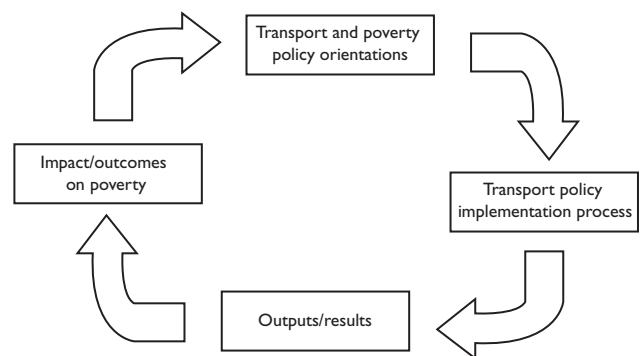 Transport and poverty
policy orientations
Impact/outcomes
on poverty
Transport policy
implementation process
Outputs/results